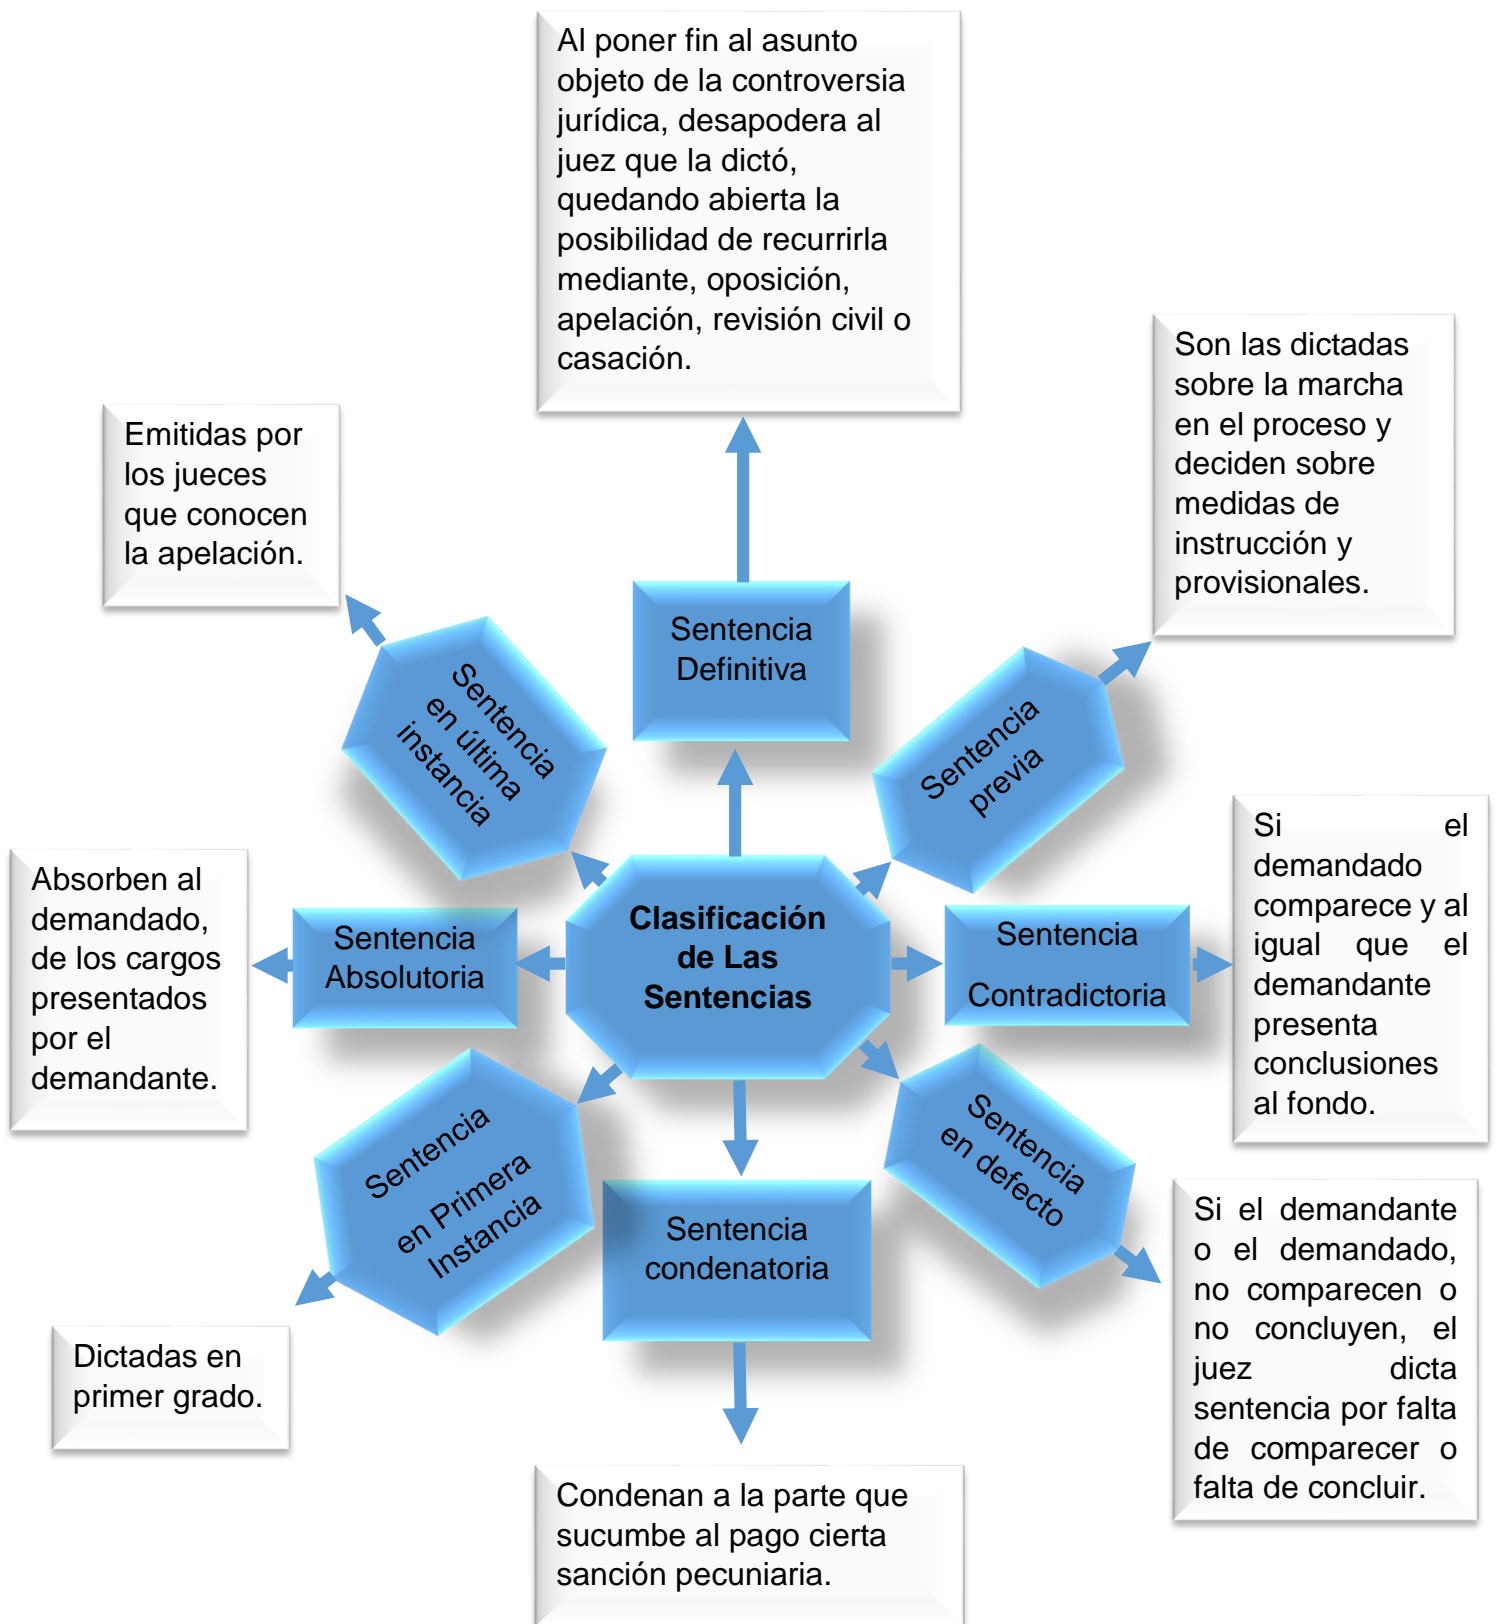 Al poner fin al asunto
objeto de la controversia
jurídica, desapodera al
juez que la dictó,
quedando abierta la
posibilidad de recurrirla
mediante, oposición,
apelación, revisión civil o
casación.
Son las dictadas
sobre la marcha
en el proceso y
deciden sobre
medidas de
instrucción y
provisionales.
Emitidas por
los jueces
que conocen
la apelación.
Sentencia
Definitiva
Sentencia
en última
instancia
Sentencia
previa
Si el
demandado
comparece y al
igual que el
demandante
presenta
conclusiones
al fondo.
Absorben al
demandado,
de los cargos
presentados
por el
demandante.
Sentencia
Absolutoria
Clasificación
de Las
Sentencias
Sentencia
Contradictoria
Sentencia
en Primera
Instancia
Sentencia
condenatoria
Sentencia
en defecto
Si el demandante
o el demandado,
no comparecen o
no concluyen, el
juez dicta
sentencia por falta
de comparecer o
falta de concluir.
Dictadas en
primer grado.
Condenan a la parte que
sucumbe al pago cierta
sanción pecuniaria.